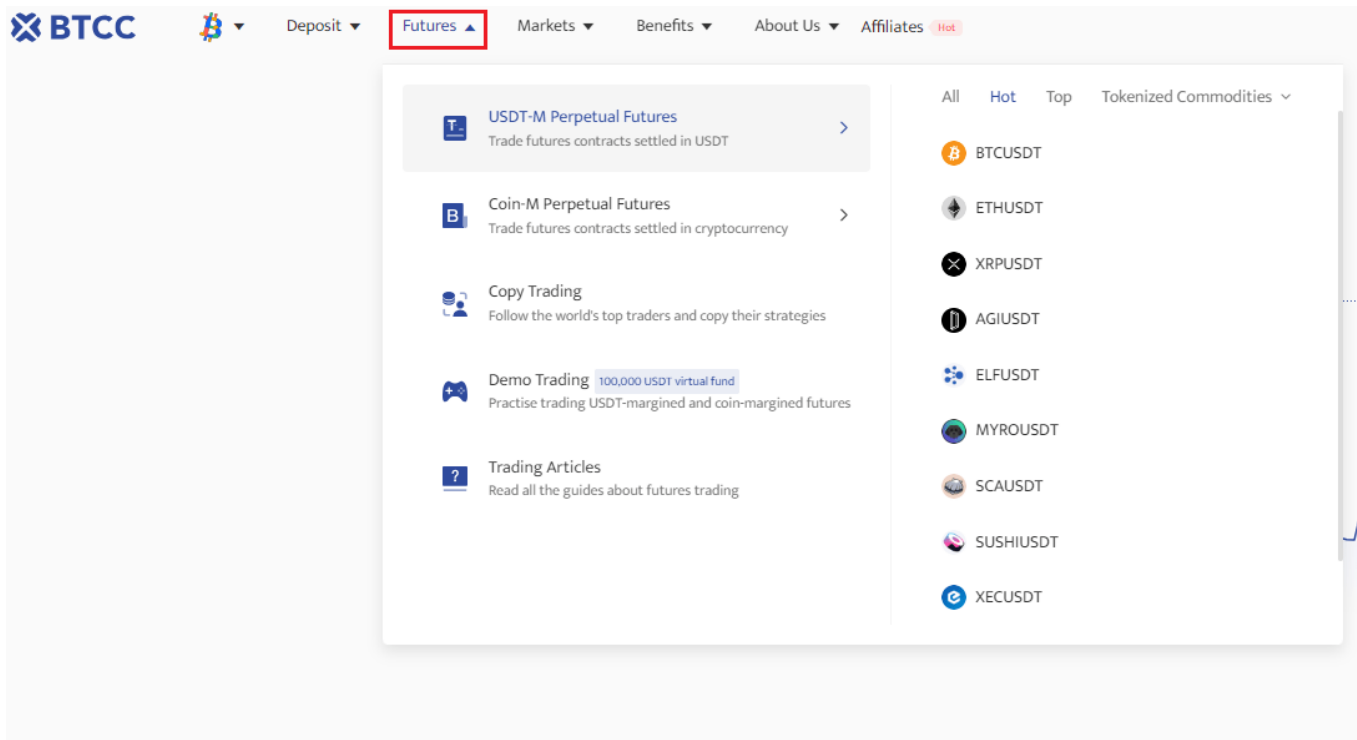 BTCC
Deposit
Futures
Markets
Benefits
About Us
Affiliates
Hot
USDT-M Perpetual Futures
Trade futures contracts settled in USDT
Coin-M Perpetual Futures
Trade futures contracts settled in cryptocurrency
Copy Trading
Follow the world's top traders and copy their strategies
Demo Trading 100,000 USDT virtual fund
Practise trading USDT-margined and coin-margined futures
Trading Articles
Read all the guides about futures trading
All Hot Top Tokenized Commodities
BTCUSDT
ETHUSDT
XRPUSDT
AGIUSDT
ELFUSDT
MYROUSDT
SCAUSDT
SUSHIUSDT
XECUSDT